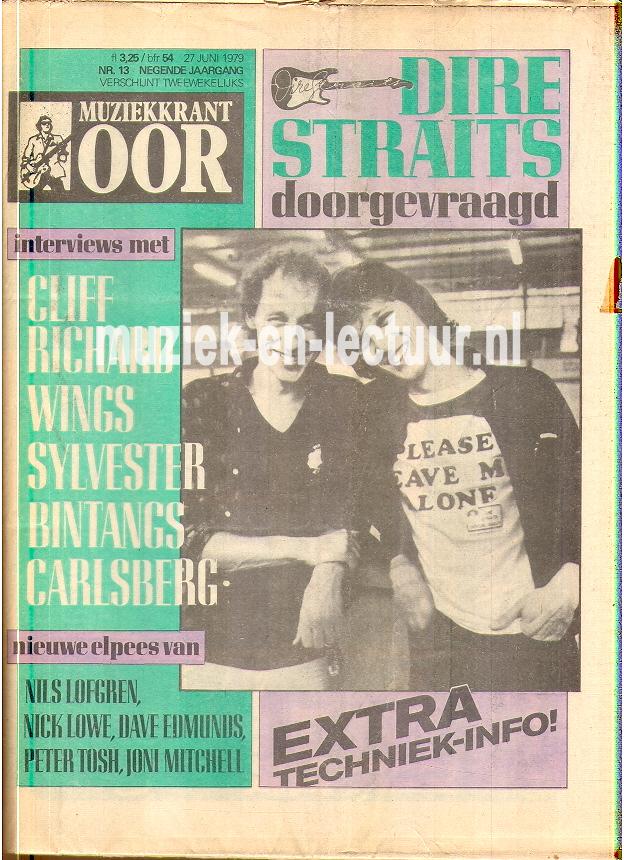 fl 3,25 / bfr 54 27 JUNI 1979
NR. 13 NEGENDE JAARGANG
VERSCHIJNT TWEEWEKELIJKS
MUZIEKKRANT
OOR
Dire
DIRE
STRAITS
doorgevraagd
interviews met
CLIFF
RICHARD
WINGS
SYLVESTER
BINTANGS
CARLSBERG
muziek-en-lectuur.nl
PLEASE
EAVE M
ALONE
nieuwe elpees van
NILS LOFGREN,
NICK LOWE, DAVE EDMUNDS,
PETER TOSH, JONI MITCHELL
EXTRA
TECHNIEK-INFO!